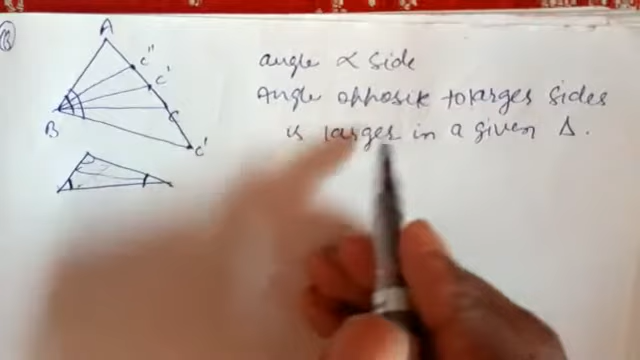 A
C''
C'
C
B
C'
angle ∝ side
Angle opposite to larges sides
is larges in a given Δ.